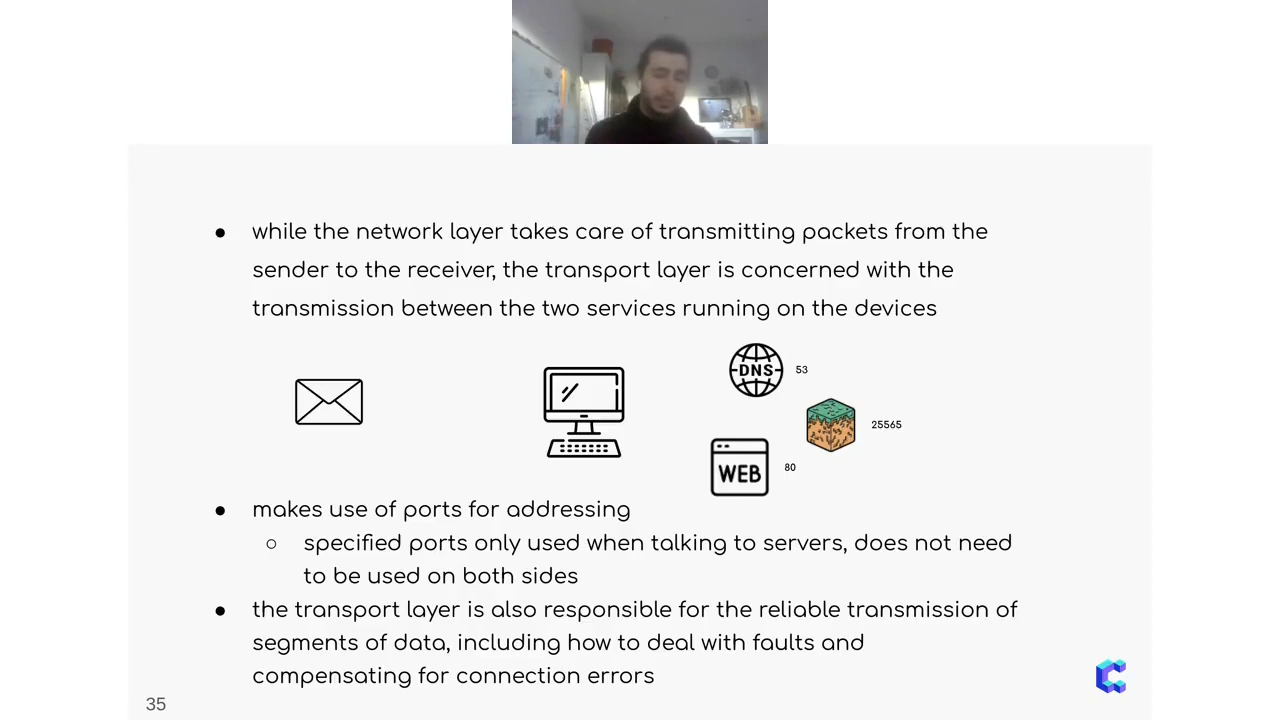 ● while the network layer takes care of transmitting packets from the
sender to the receiver, the transport layer is concerned with the
transmission between the two services running on the devices
DNS 53
25565
WEB 80
● makes use of ports for addressing
○ specified ports only used when talking to servers, does not need
to be used on both sides
● the transport layer is also responsible for the reliable transmission of
segments of data, including how to deal with faults and
compensating for connection errors
35